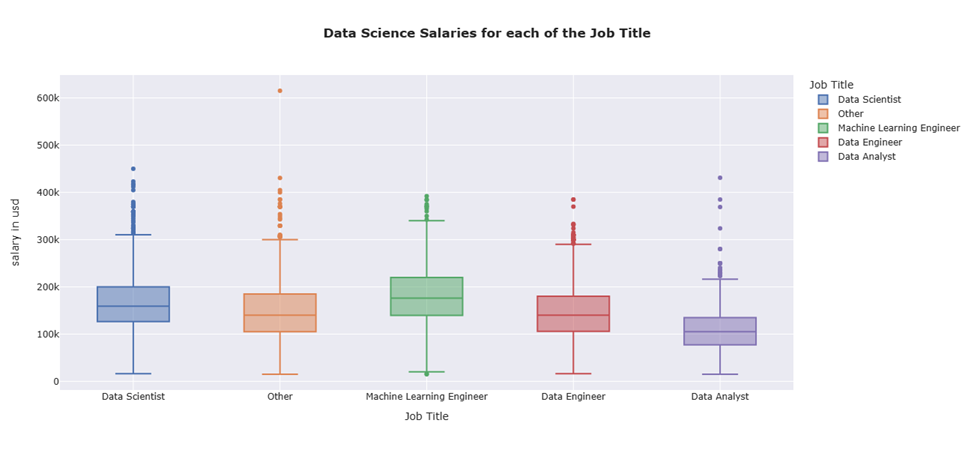 Data Science Salaries for each of the Job Title
salary in usd
600k
500k
400k
300k
200k
100k
0
Data Scientist
Other
Machine Learning Engineer
Data Engineer
Data Analyst
Job Title
Job Title
Data Scientist
Other
Machine Learning Engineer
Data Engineer
Data Analyst